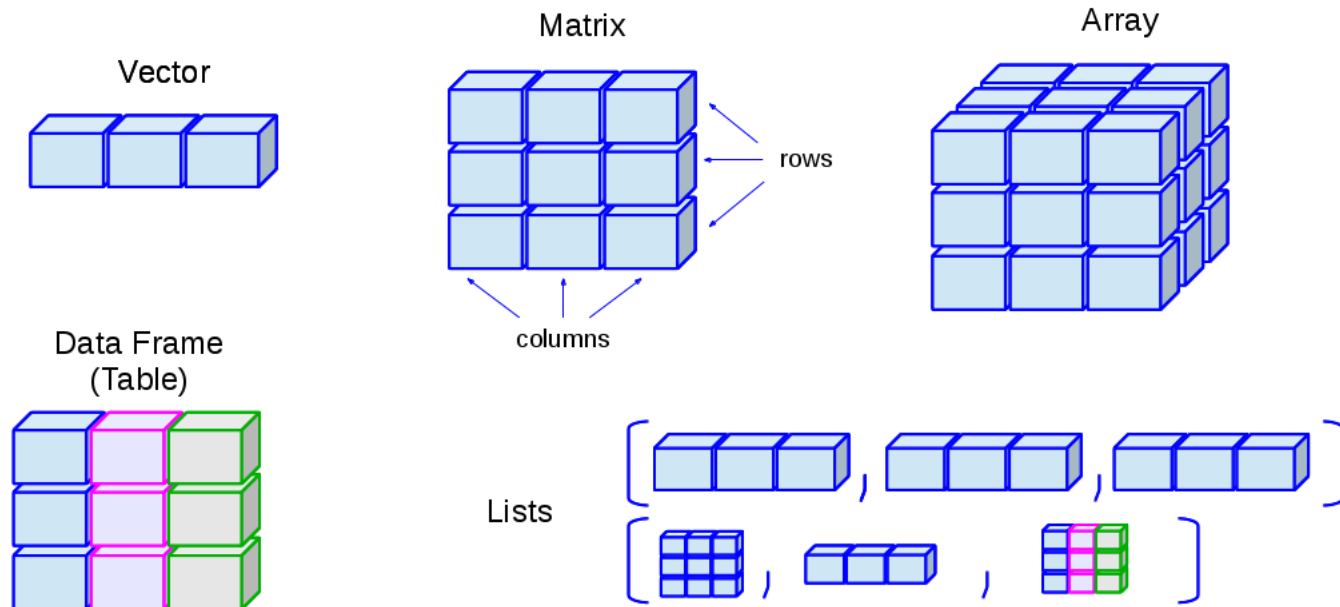 Vector
Matrix
Array
rows
columns
Data Frame
(Table)
Lists
, ,
, ,